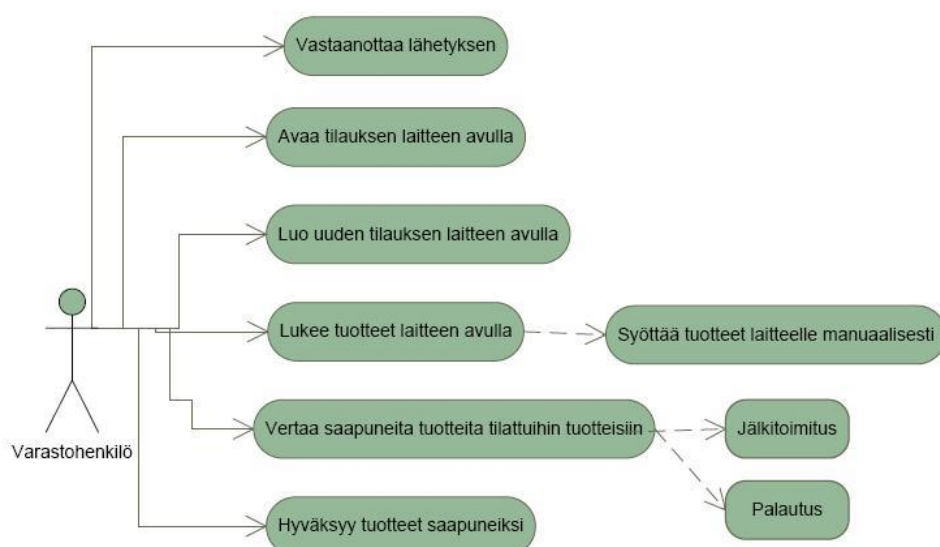 Vastaanottaa lähetyksen
Avaa tilauksen laitteen avulla
Luo uuden tilauksen laitteen avulla
Lukee tuotteet laitteen avulla
Syöttää tuotteet laitteelle manuaalisesti
Varastohenkilö
Vertaa saapuneita tuotteita tilattuihin tuotteisiin
Jälkitoimitus
Palautus
Hyväksyy tuotteet saapuneiksi